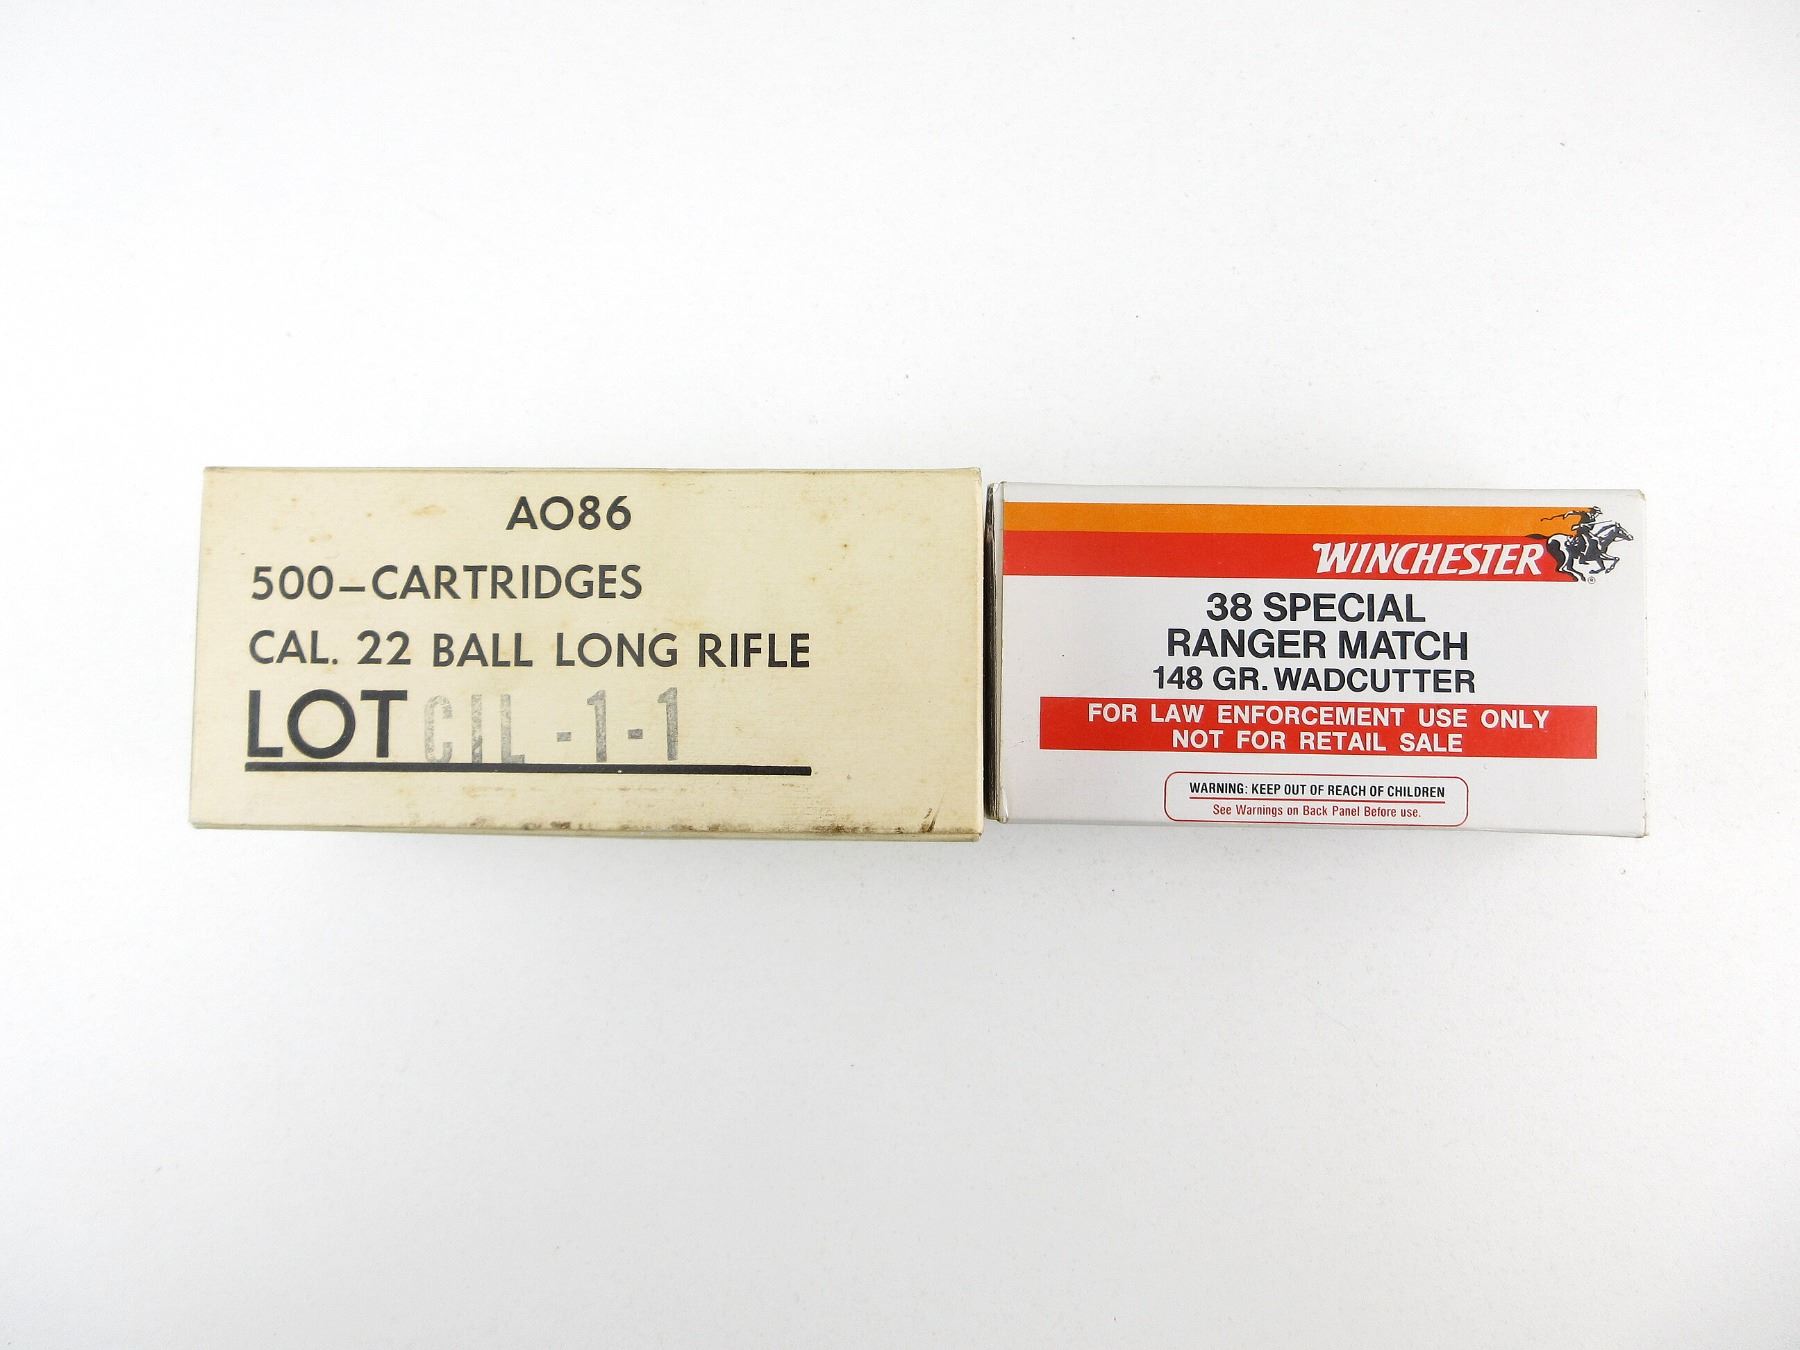 AO86
500-CARTRIDGES
CAL. 22 BALL LONG RIFLE
LOT CIL -1-1
WINCHESTER
®
38 SPECIAL
RANGER MATCH
148 GR. WADCUTTER
FOR LAW ENFORCEMENT USE ONLY
NOT FOR RETAIL SALE
WARNING: KEEP OUT OF REACH OF CHILDREN
See Warnings on Back Panel Before use.